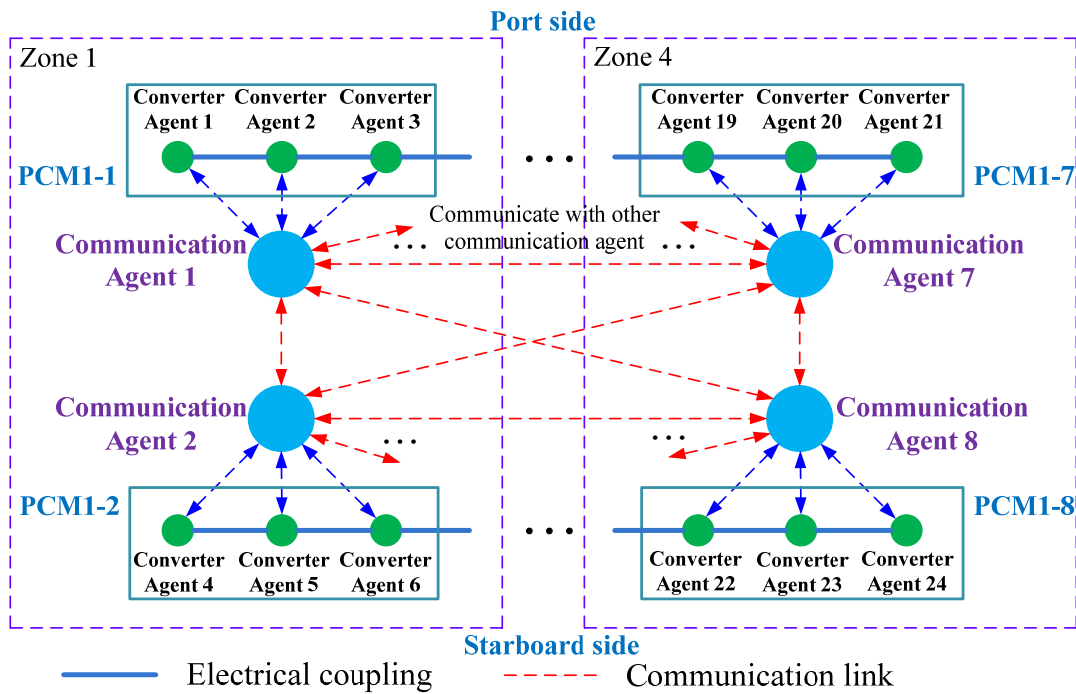 Port side
Zone 1
Zone 4
Converter Agent 1
Converter Agent 2
Converter Agent 3
Converter Agent 19
Converter Agent 20
Converter Agent 21
PCM1-1
...
PCM1-7
Communication Agent 1
... Communicate with other communication agent ...
Communication Agent 7
Communication Agent 2
...
...
Communication Agent 8
PCM1-2
...
PCM1-8
Converter Agent 4
Converter Agent 5
Converter Agent 6
Converter Agent 22
Converter Agent 23
Converter Agent 24
Starboard side
Electrical coupling
Communication link